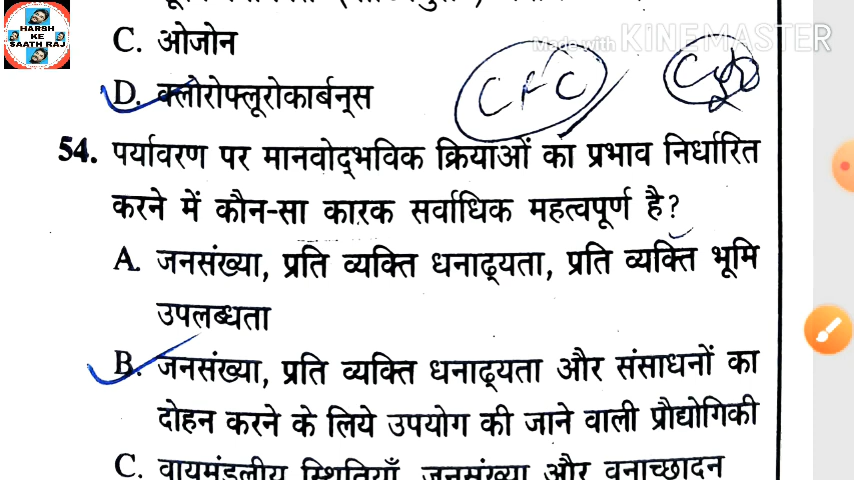 HARSH
KE
SAATH RAJ
Made with KINEMASTER
C. ओजोन
CFC
D. क्लोरोफ्लूरोकार्बन्स
54. पर्यावरण पर मानवोद्भविक क्रियाओं का प्रभाव निर्धारित
करने में कौन-सा कारक सर्वाधिक महत्वपूर्ण है?
A. जनसंख्या, प्रति व्यक्ति धनाढ्यता, प्रति व्यक्ति भूमि
उपलब्धता
B. जनसंख्या, प्रति व्यक्ति धनाढ्यता और संसाधनों का
दोहन करने के लिये उपयोग की जाने वाली प्रौद्योगिकी
C. वायुमंडलीय स्थितियाँ, जनसंख्या और वनाच्छादन